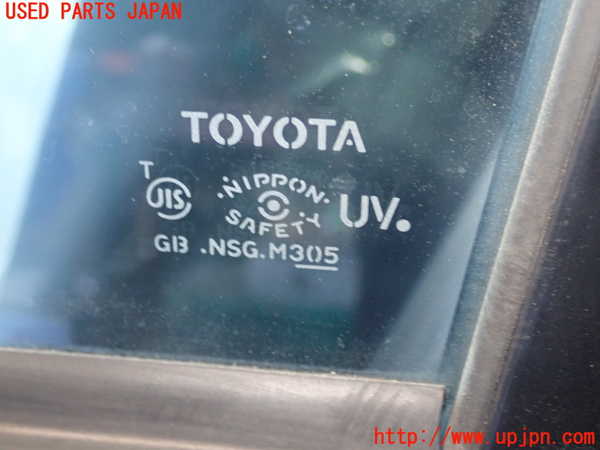 USED PARTS JAPAN
TOYOTA
T
JIS
·NIPPON·
SAFETY
UV.
GB .NSG.M305
http://www.upjpn.com/